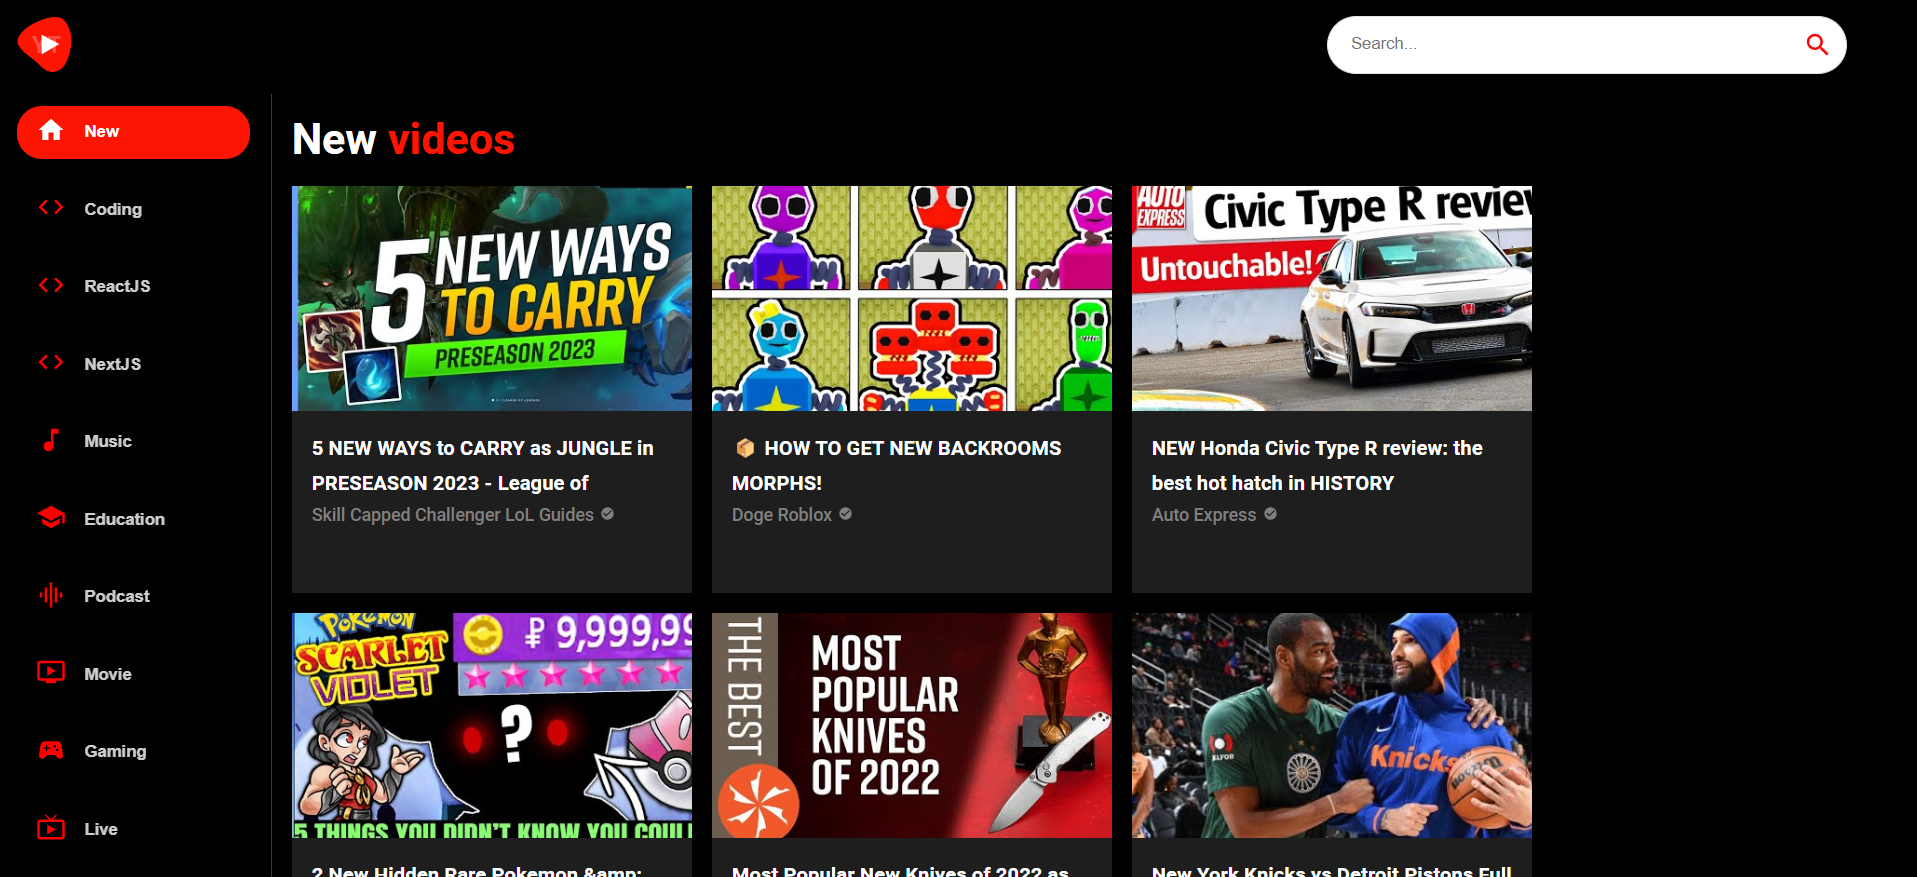 YT
Search...
New
Coding
ReactJS
NextJS
Music
Education
Podcast
Movie
Gaming
Live
New videos
5 NEW WAYS
TO CARRY
PRESEASON 2023
5 NEW WAYS to CARRY as JUNGLE in
PRESEASON 2023 - League of
Skill Capped Challenger LoL Guides
📦 HOW TO GET NEW BACKROOMS
MORPHS!
Doge Roblox
AUTO
EXPRESS
Civic Type R review
Untouchable!
NEW Honda Civic Type R review: the
best hot hatch in HISTORY
Auto Express
POKÉMON
SCARLET
VIOLET
₽ 9,999,99
?
5 THINGS YOU DIDN'T KNOW YOU COUL
2 New Hidden Rare Pokemon &amp;
THE BEST
MOST
POPULAR
KNIVES
OF 2022
Most Popular New Knives of 2022 as
ELFOR
Knicks
Wilson
New York Knicks vs Detroit Pistons Full